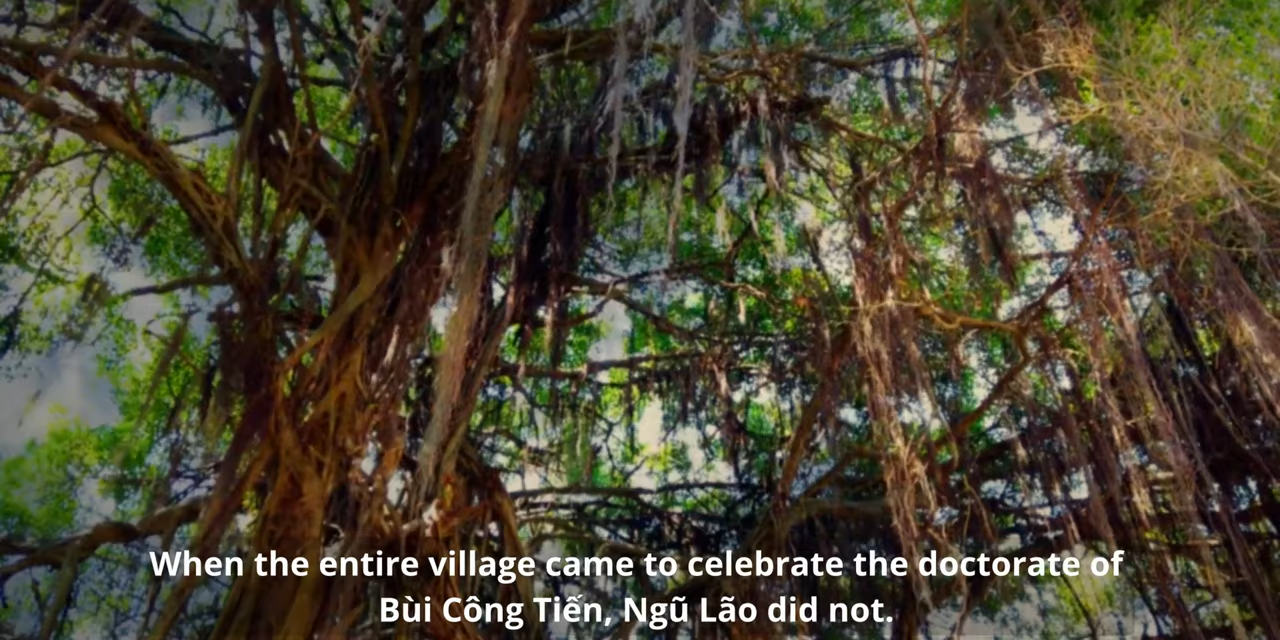 When the entire village came to celebrate the doctorate of
Bùi Công Tiến, Ngũ Lão did not.